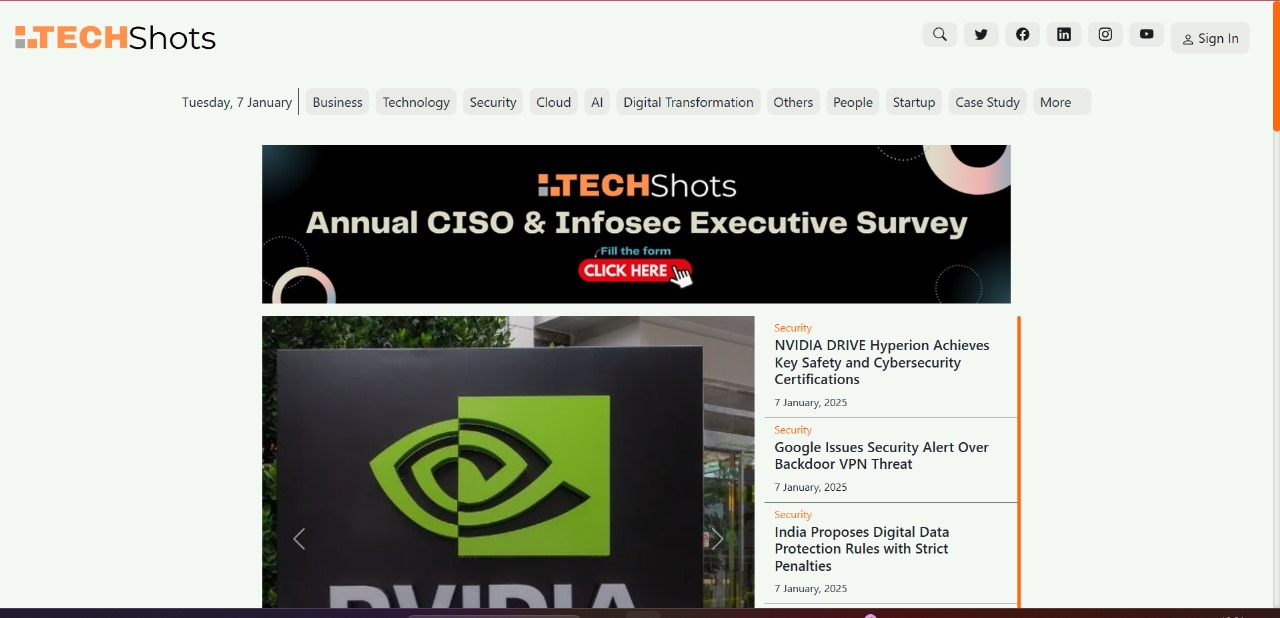 TECHShots
Sign In
Tuesday, 7 January
Business
Technology
Security
Cloud
AI
Digital Transformation
Others
People
Startup
Case Study
More
TECHShots
Annual CISO & Infosec Executive Survey
Fill the form
CLICK HERE
NVIDIA
Security
NVIDIA DRIVE Hyperion Achieves
Key Safety and Cybersecurity
Certifications
7 January, 2025
Security
Google Issues Security Alert Over
Backdoor VPN Threat
7 January, 2025
Security
India Proposes Digital Data
Protection Rules with Strict
Penalties
7 January, 2025